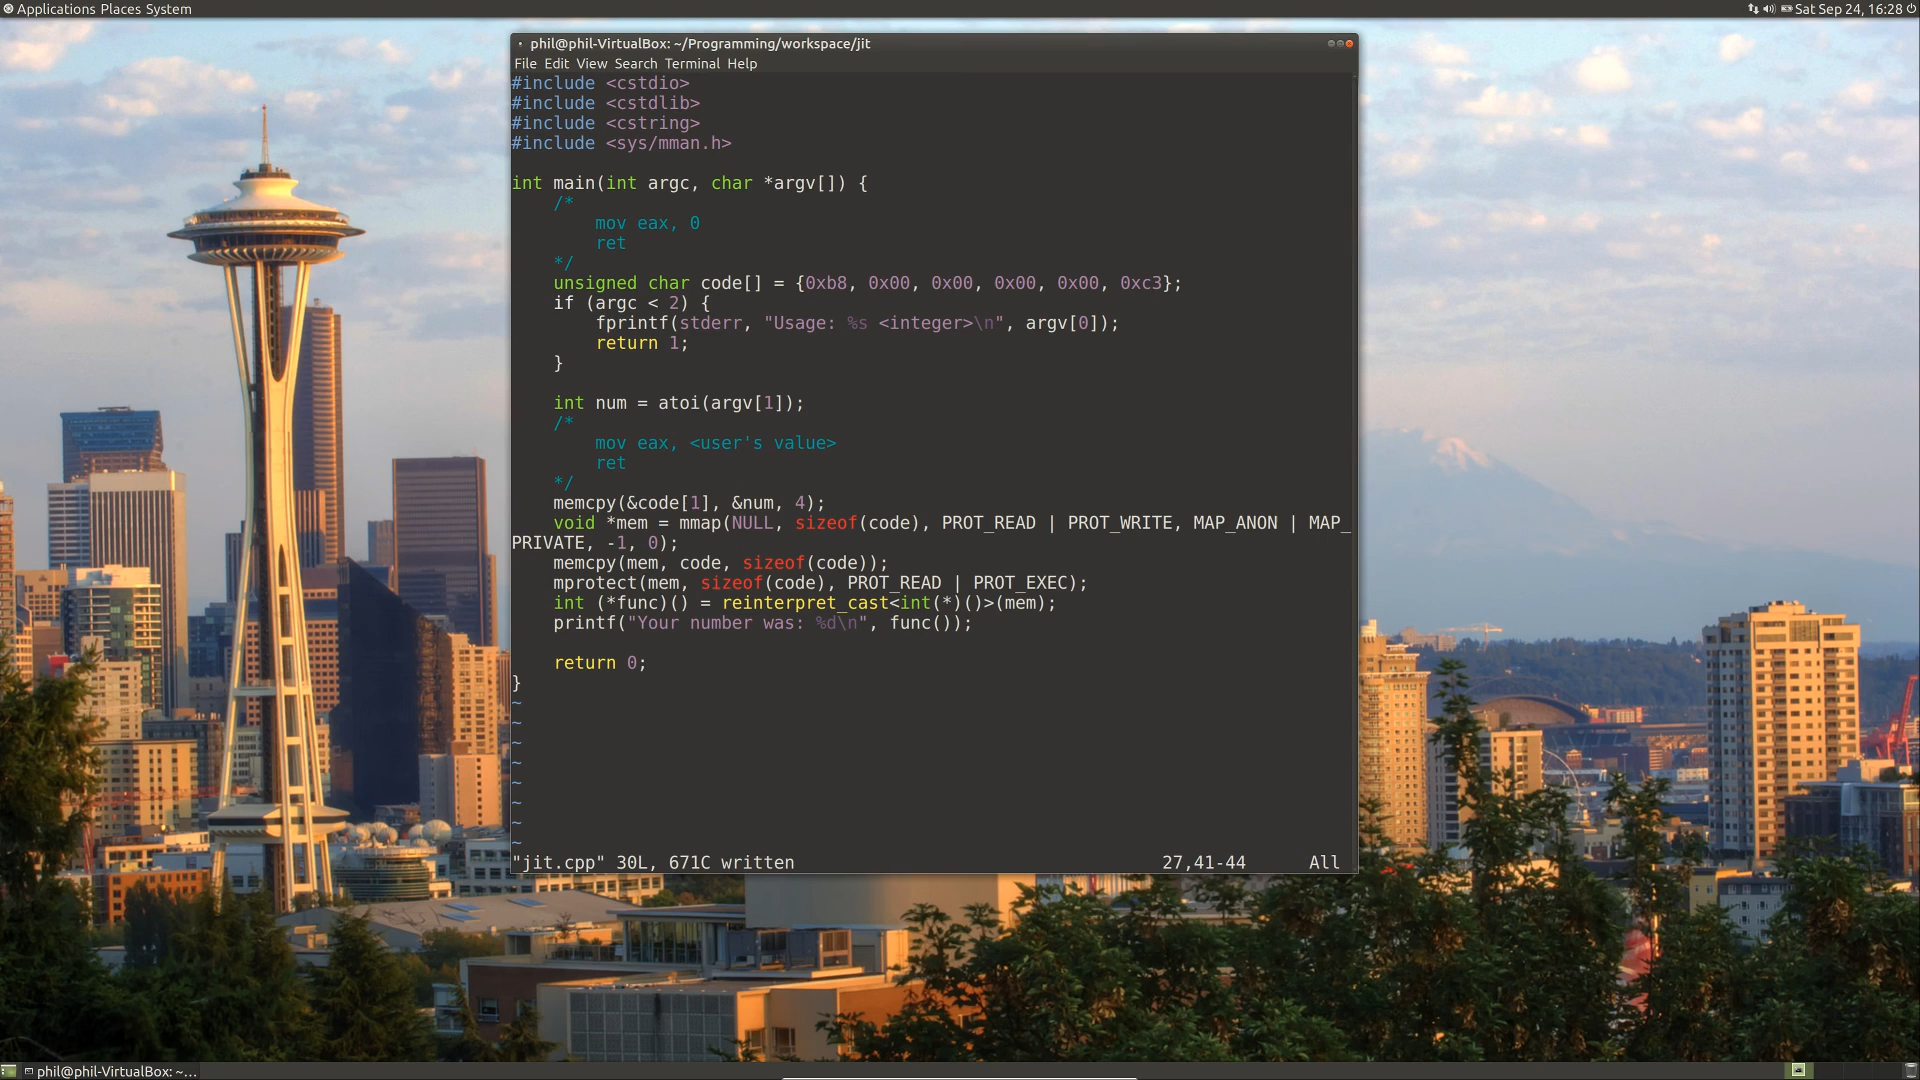 Applications Places System
Sat Sep 24, 16:28
phil@phil-VirtualBox: ~/Programming/workspace/jit
File Edit View Search Terminal Help
#include <cstdio>
#include <cstdlib>
#include <cstring>
#include <sys/mman.h>
int main(int argc, char *argv[]) {
    /*
        mov eax, 0
        ret
    */
    unsigned char code[] = {0xb8, 0x00, 0x00, 0x00, 0x00, 0xc3};
    if (argc < 2) {
        fprintf(stderr, "Usage: %s <integer>\n", argv[0]);
        return 1;
    }
    int num = atoi(argv[1]);
    /*
        mov eax, <user's value>
        ret
    */
    memcpy(&code[1], &num, 4);
    void *mem = mmap(NULL, sizeof(code), PROT_READ | PROT_WRITE, MAP_ANON | MAP_
PRIVATE, -1, 0);
    memcpy(mem, code, sizeof(code));
    mprotect(mem, sizeof(code), PROT_READ | PROT_EXEC);
    int (*func)() = reinterpret_cast<int(*)()>(mem);
    printf("Your number was: %d\n", func());
    return 0;
}
~
~
~
~
~
~
~
~
"jit.cpp" 30L, 671C written 27,41-44 All
phil@phil-VirtualBox: ~...